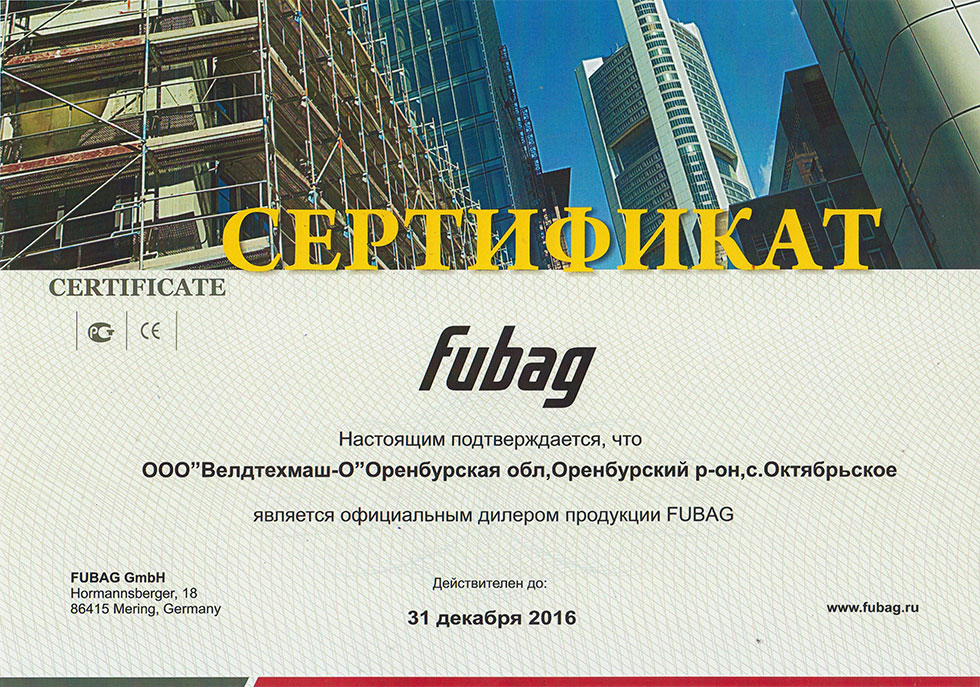 СЕРТИФИКАТ
CERTIFICATE
РСТ CE
fubag
Настоящим подтверждается, что
ООО”Велдтехмаш-О”Оренбурская обл,Оренбурский р-он,с.Октябрьское
является официальным дилером продукции FUBAG
FUBAG GmbH
Hormannsberger, 18
86415 Mering, Germany
Действителен до:
31 декабря 2016
www.fubag.ru